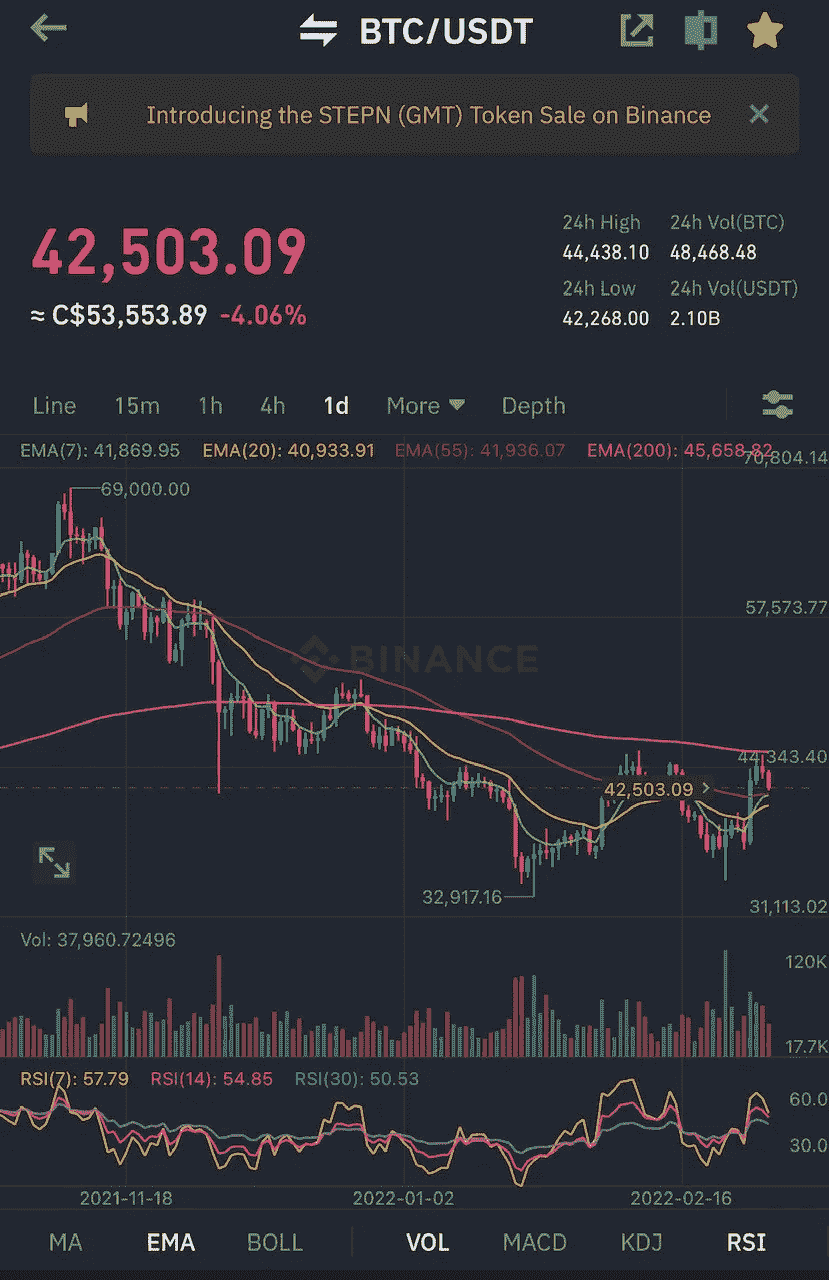 BTC/USDT
Introducing the STEPN (GMT) Token Sale on Binance
42,503.09
≈ C$53,553.89 -4.06%
24h High 24h Vol(BTC)
44,438.10 48,468.48
24h Low 24h Vol(USDT)
42,268.00 2.10B
Line 15m 1h 4h 1d More Depth
EMA(7): 41,869.95 EMA(20): 40,933.91 EMA(55): 41,936.07 EMA(200): 45,658.82
70,804.14
69,000.00
57,573.77
BINANCE
44,343.40
42,503.09
32,917.16
31,113.02
Vol: 37,960.72496
120K
17.7K
RSI(7): 57.79 RSI(14): 54.85 RSI(30): 50.53
60.0
30.0
2021-11-18 2022-01-02 2022-02-16
MA EMA BOLL VOL MACD KDJ RSI